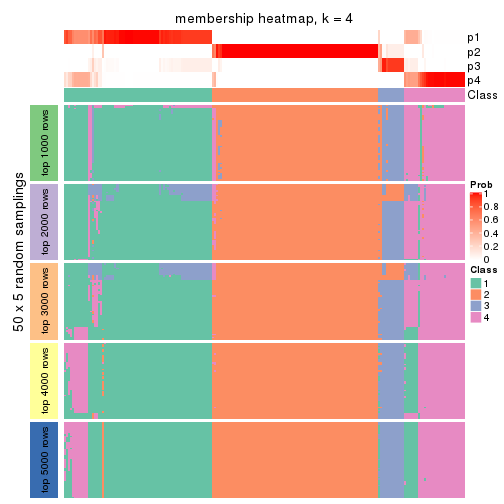 membership heatmap, k = 4
p1
p2
p3
p4
Class
50 x 5 random samplings
top 1000 rows
top 2000 rows
top 3000 rows
top 4000 rows
top 5000 rows
Prob
1
0.8
0.6
0.4
0.2
0
Class
1
2
3
4